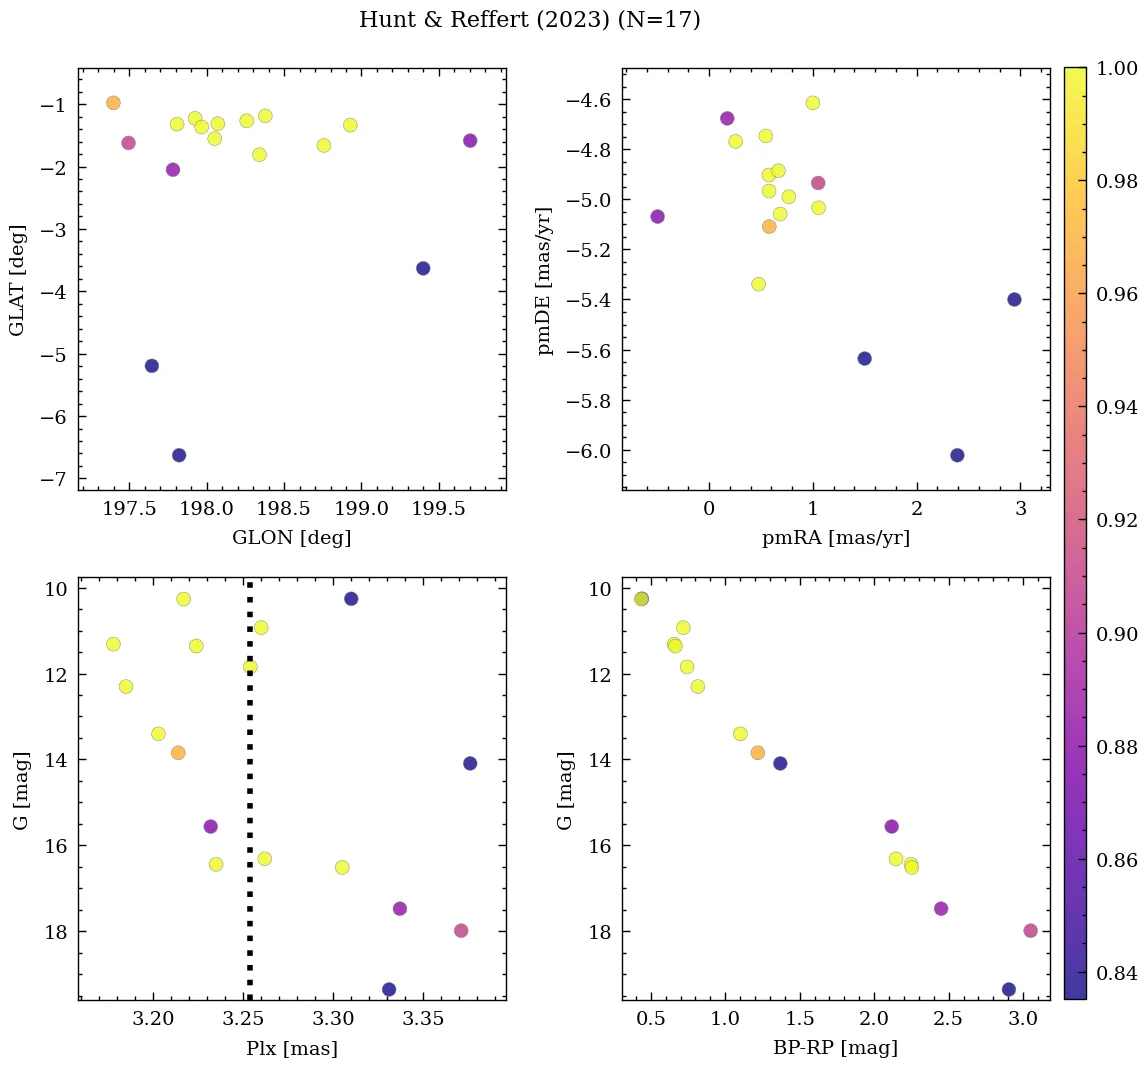 Hunt & Reffert (2023) (N=17)
−1
−2
−3
−4
−5
−6
−7
GLAT [deg]
197.5 198.0 198.5 199.0 199.5
GLON [deg]
−4.6
−4.8
−5.0
−5.2
−5.4
−5.6
−5.8
−6.0
pmDE [mas/yr]
0 1 2 3
pmRA [mas/yr]
10
12
14
16
18
G [mag]
3.20 3.25 3.30 3.35
Plx [mas]
10
12
14
16
18
G [mag]
0.5 1.0 1.5 2.0 2.5 3.0
BP-RP [mag]
1.00
0.98
0.96
0.94
0.92
0.90
0.88
0.86
0.84